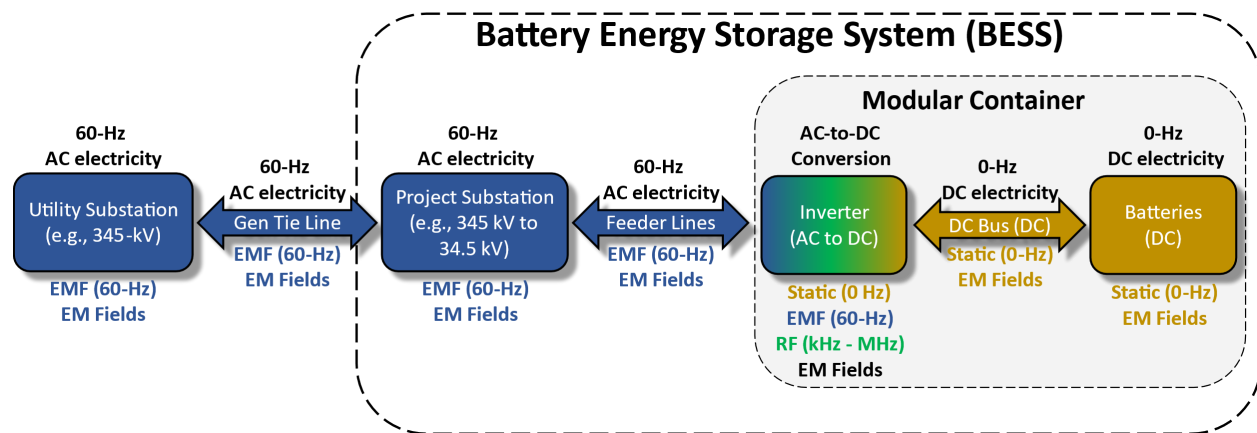 Battery Energy Storage System (BESS)
Modular Container
60-Hz
AC electricity
Utility Substation
(e.g., 345-kV)
EMF (60-Hz)
EM Fields
60-Hz
AC electricity
Gen Tie Line
EMF (60-Hz)
EM Fields
60-Hz
AC electricity
Project Substation
(e.g., 345 kV to
34.5 kV)
EMF (60-Hz)
EM Fields
60-Hz
AC electricity
Feeder Lines
EMF (60-Hz)
EM Fields
AC-to-DC
Conversion
Inverter
(AC to DC)
Static (0 Hz)
EMF (60-Hz)
RF (kHz - MHz)
EM Fields
0-Hz
DC electricity
DC Bus (DC)
Static (0-Hz)
EM Fields
0-Hz
DC electricity
Batteries
(DC)
Static (0-Hz)
EM Fields